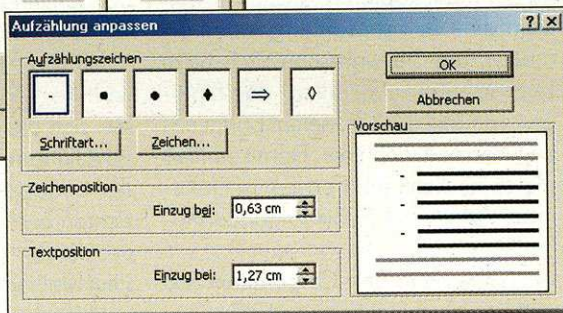 Aufzählung anpassen
Aufzählungszeichen
OK
Abbrechen
Schriftart...
Zeichen...
Vorschau
Zeichenposition
Einzug bei:
0,63 cm
Textposition
Einzug bei:
1,27 cm